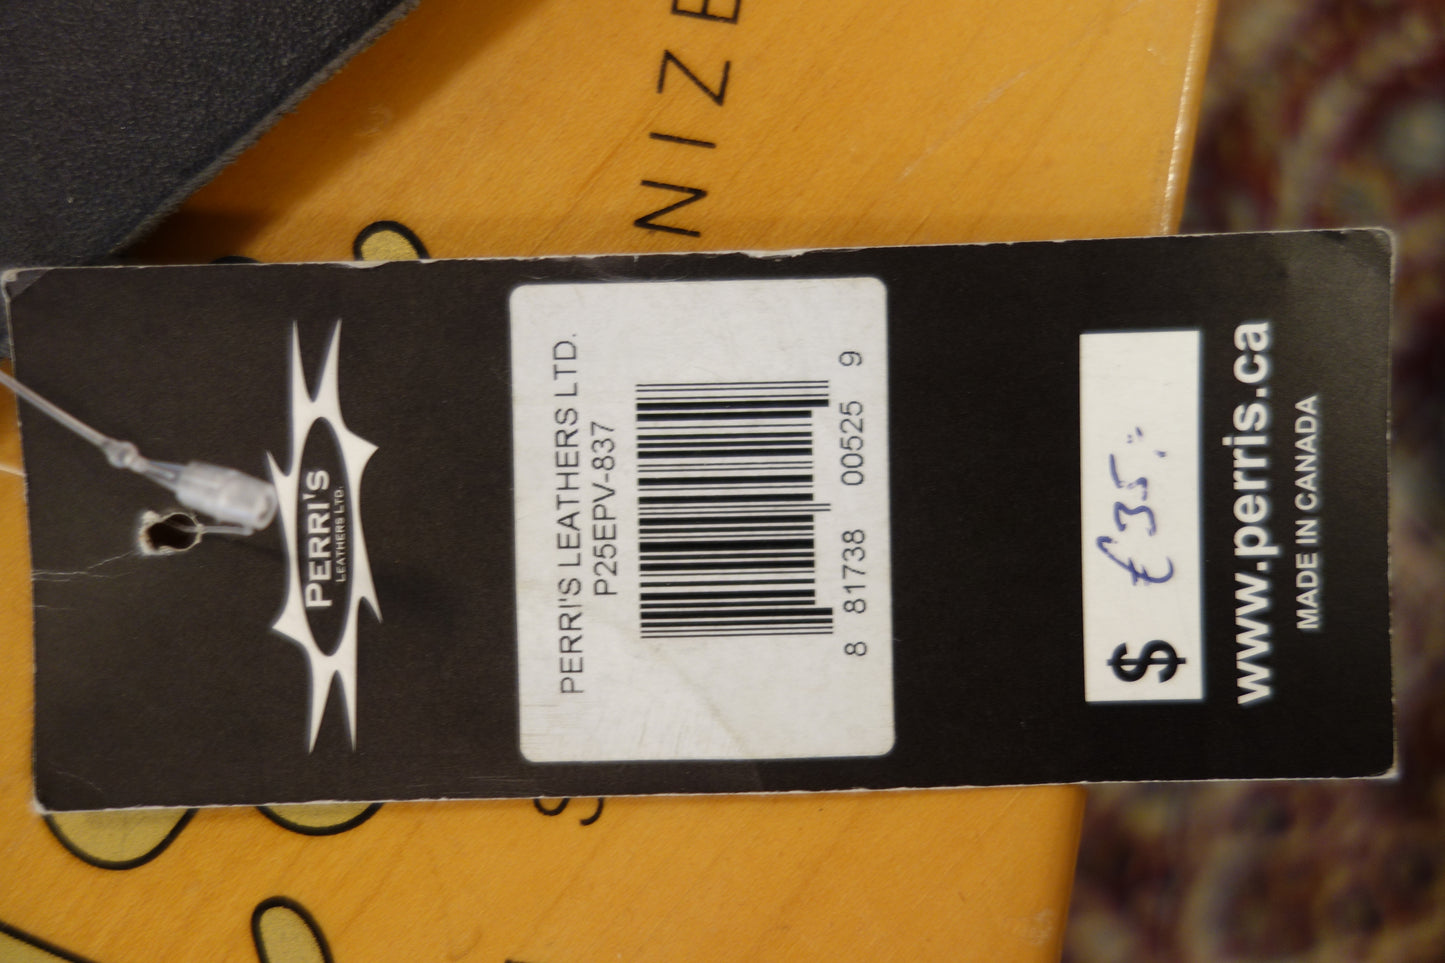 PERRI'S
LEATHERS LTD.
PERRI'S LEATHERS LTD.
P25EPV-837
8 81738 00525 9
$ £35.-
www.perris.ca
MADE IN CANADA
NIZE
S